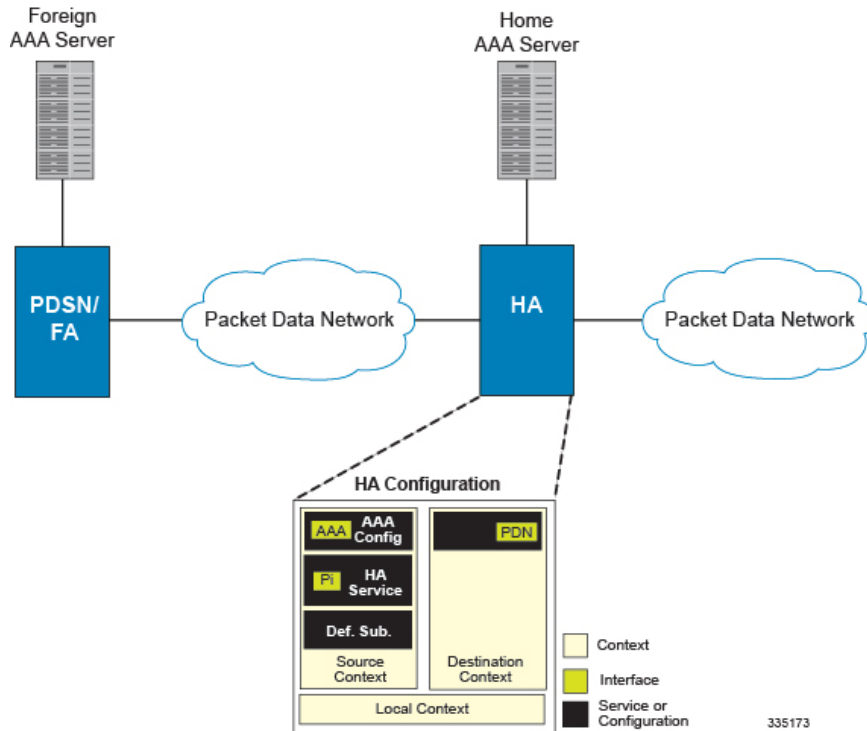 Foreign
AAA Server
Home
AAA Server
PDSN/
FA
Packet Data Network
HA
Packet Data Network
HA Configuration
AAA
AAA
Config
PDN
Pi
HA
Service
Def. Sub.
Source
Context
Destination
Context
Local Context
Context
Interface
Service or
Configuration
335173